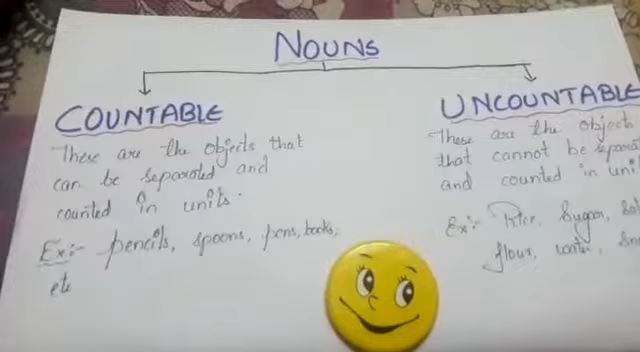 NOUNS
COUNTABLE
These are the objects that
can be separated and
counted in units.
Ex:- pencils, spoons, pens, books,
etc
UNCOUNTABLE
These are the objects
that cannot be
and counted in
Ex:- Rice, Sugar,
flour, water,